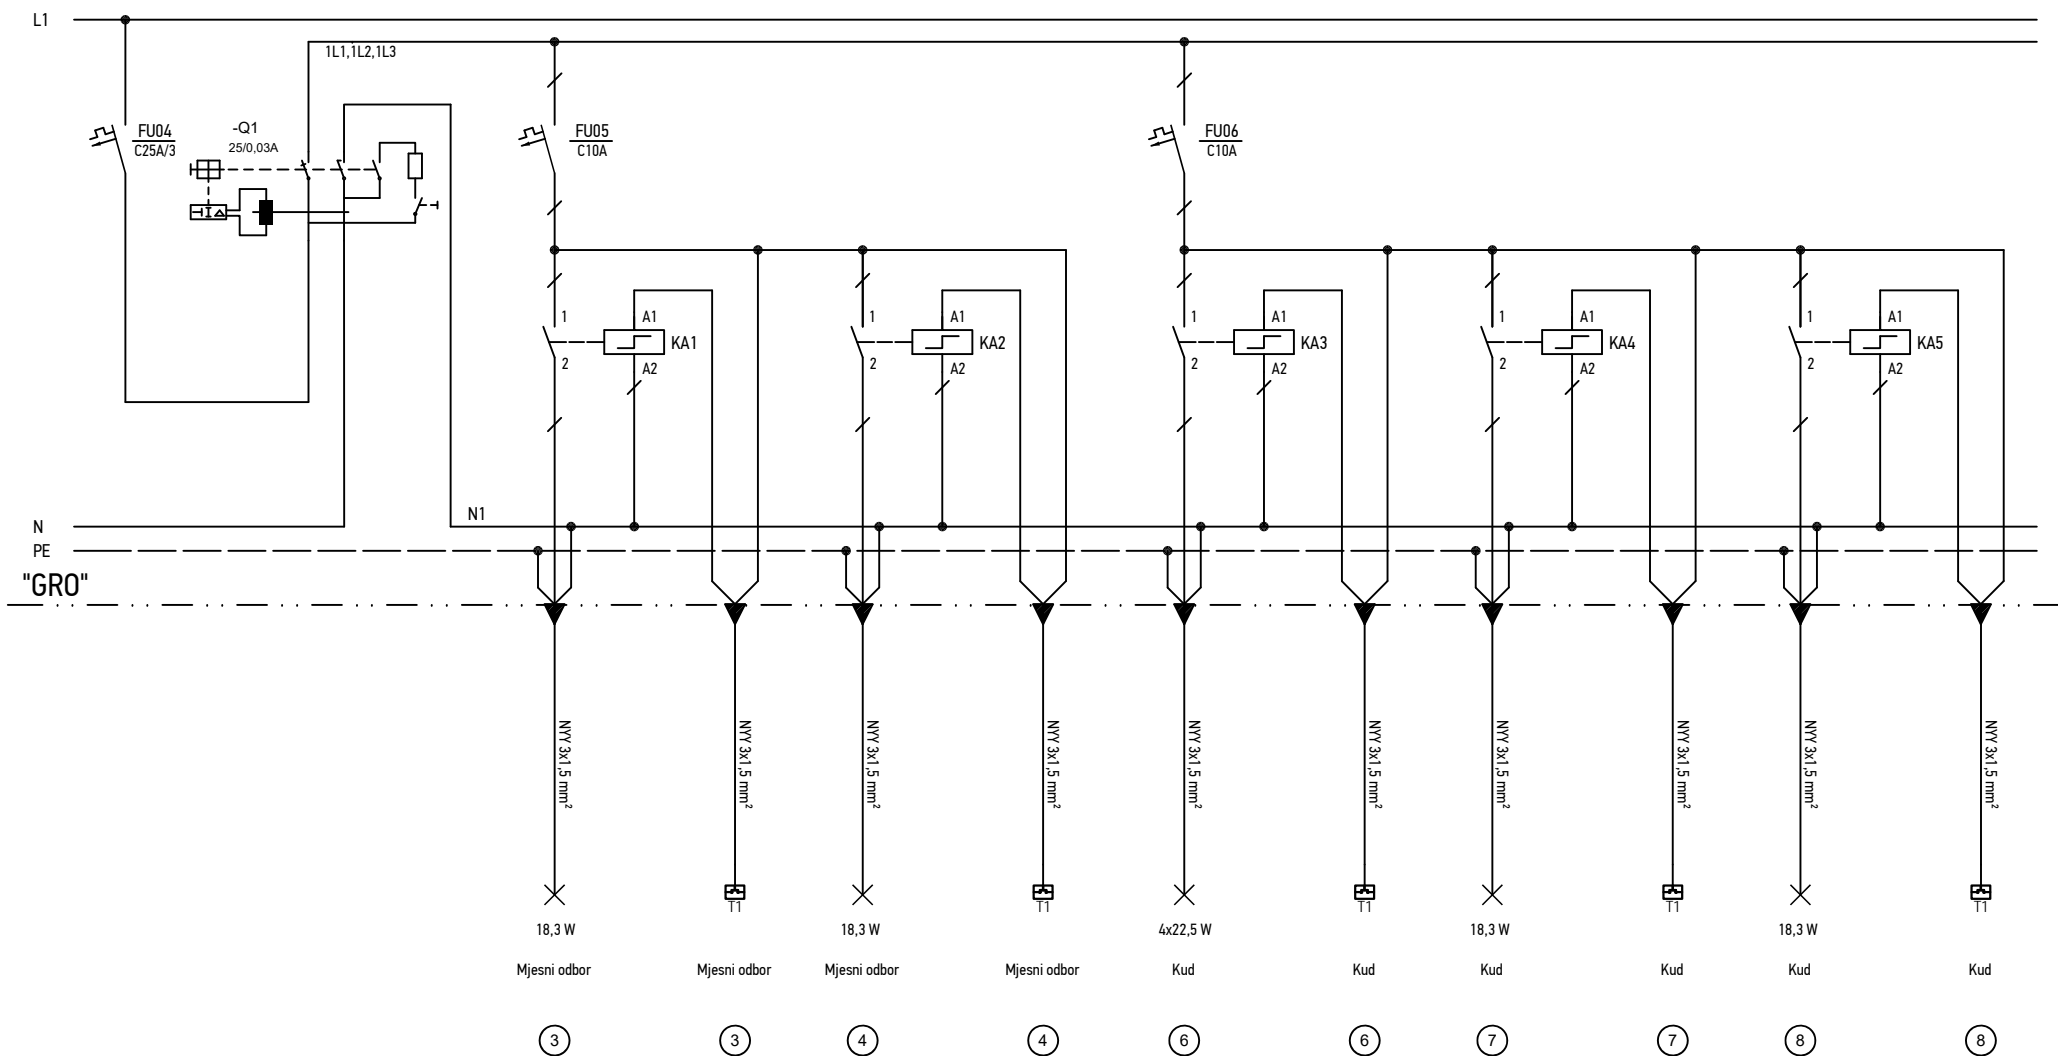 L1
1L1,1L2,1L3
FU04
C25A/3
-Q1
25/0,03A
FU05
C10A
FU06
C10A
1 A1 1 A1 1 A1 1 A1 1 A1
KA1 KA2 KA3 KA4 KA5
2 A2 2 A2 2 A2 2 A2 2 A2
N1
N
PE
"GRO"
NYY 3x1,5 mm²
NYY 3x1,5 mm²
NYY 3x1,5 mm²
NYY 3x1,5 mm²
NYY 3x1,5 mm²
NYY 3x1,5 mm²
NYY 3x1,5 mm²
NYY 3x1,5 mm²
NYY 3x1,5 mm²
NYY 3x1,5 mm²
T1 T1 T1 T1 T1
18,3 W 18,3 W 4x22,5 W 18,3 W 18,3 W
Mjesni odbor Mjesni odbor Mjesni odbor Mjesni odbor Kud Kud Kud Kud Kud Kud
3 3 4 4 6 6 7 7 8 8